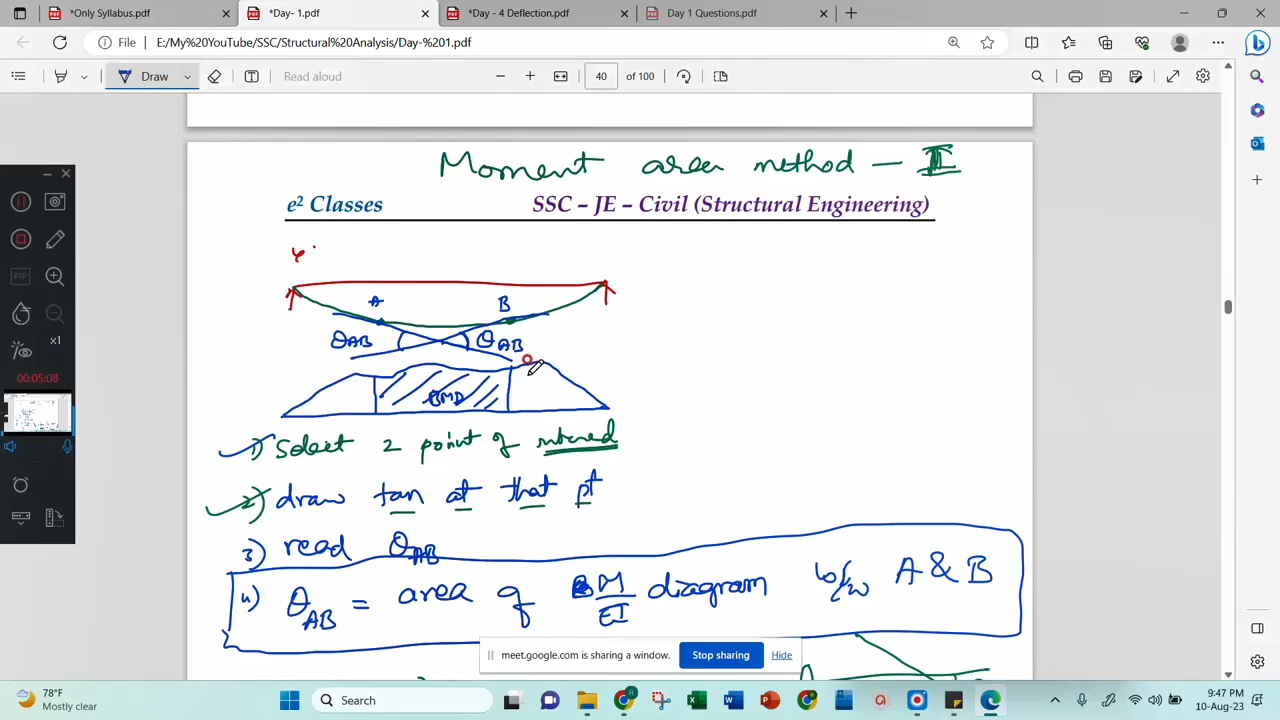 *Only Syllabus.pdf
*Day- 1.pdf
*Day - 4 Deflection.pdf
Day 1 Questions.pdf
File
E:/My%20YouTube/SSC/Structural%20Analysis/Day-%201.pdf
Draw
Read aloud
40 of 100
Moment area method - I
e² Classes
SSC – JE – Civil (Structural Engineering)
A
B
θAB
θAB
BMD
PIP
x1
00:05:08
1) Select 2 point of
2) draw tan at that pt
3) read θAB
4) θAB = area of M/EI diagram b/w A & B
meet.google.com is sharing a window.
Stop sharing
Hide
78°F
Mostly clear
Search
9:47 PM
10-Aug-23